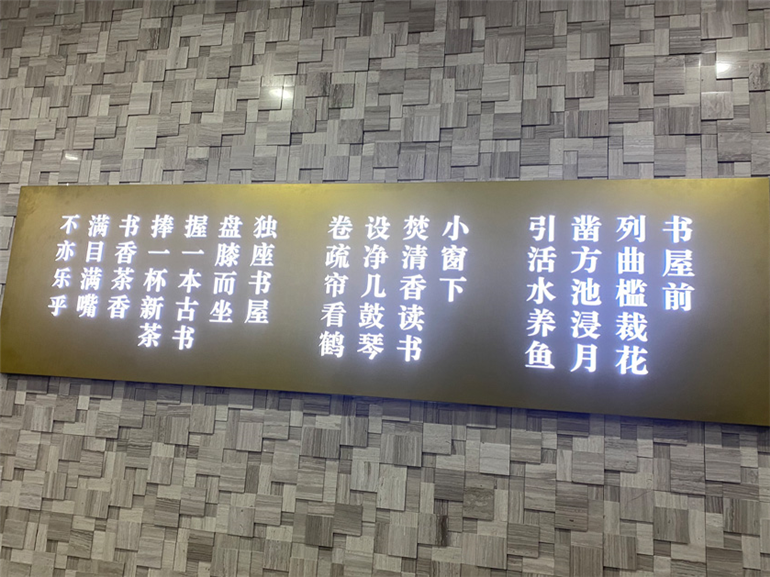 书屋前
列曲槛裁花
凿方池浸月
引活水养鱼
小窗下
焚清香读书
设净几鼓琴
卷疏帘看鹤
独座书屋
盘膝而坐
握一本古书
捧一杯新茶
书香茶香
满目满嘴
不亦乐乎